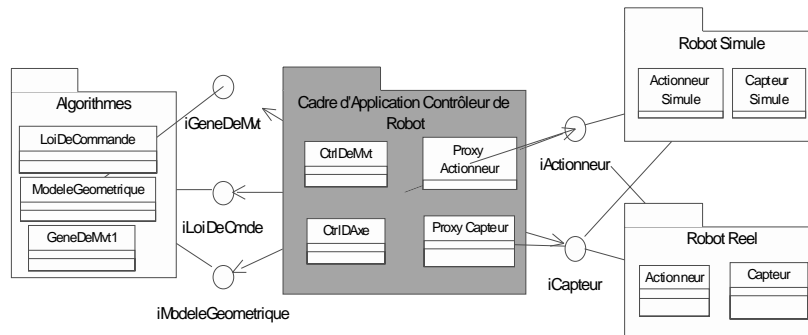 Algorithmes
LoiDeCommande
ModeleGeometrique
GeneDeMvt1
iGeneDeMvt
iLoiDeCmde
iModeleGeometrique
Cadre d'Application Contrôleur de
Robot
CtrlDeMvt
Proxy
Actionneur
CtrlDAxe
Proxy Capteur
iActionneur
iCapteur
Robot Simule
Actionneur
Simule
Capteur
Simule
Robot Reel
Actionneur
Capteur